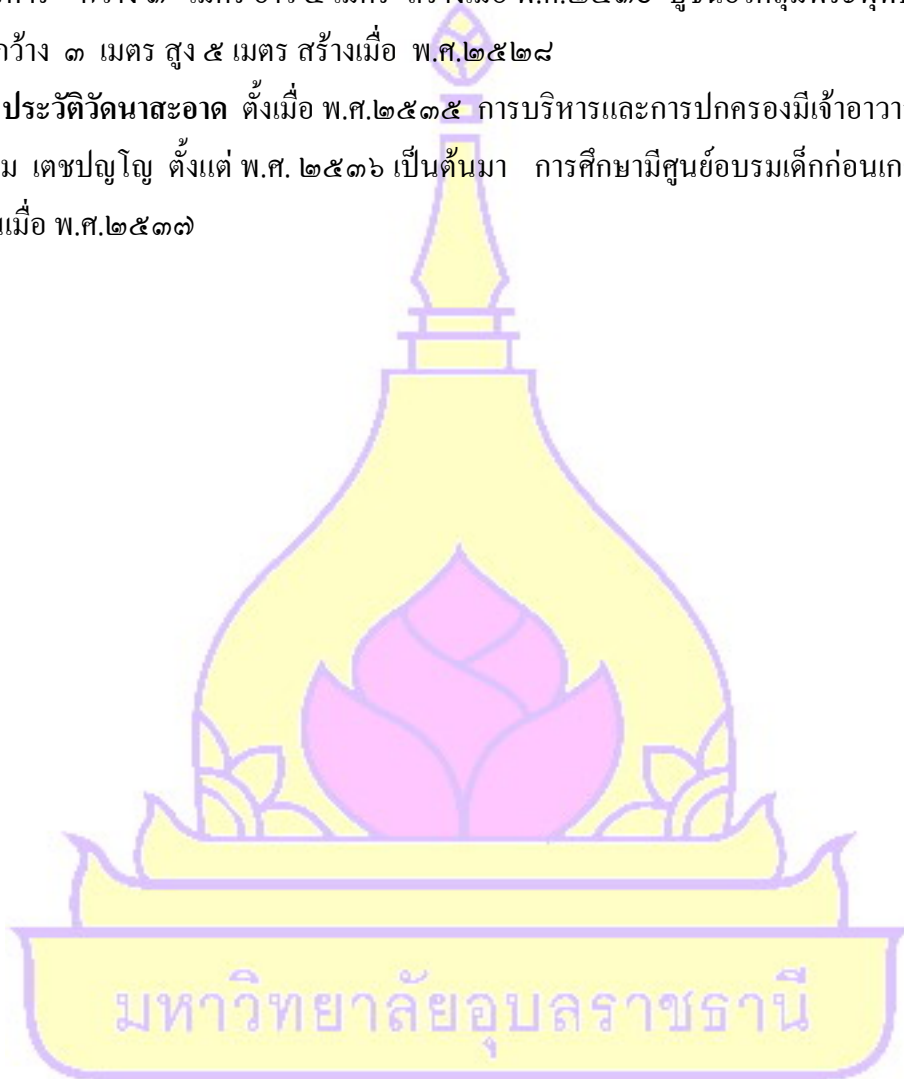 กว้าง ๓ เมตร สูง ๕ เมตร สร้างเมื่อ พ.ศ.๒๕๒๘
ประวัติวัดนาสะอาด ตั้งเมื่อ พ.ศ.๒๕๓๕ การบริหารและการปกครองมีเจ้าอาวา
ม เตชปญโญ ตั้งแต่ พ.ศ. ๒๕๓๖ เป็นต้นมา การศึกษามีศูนย์อบรมเด็กก่อนเก
นเมื่อ พ.ศ.๒๕๓๗
มหาวิทยาลัยอุบลราชธานี